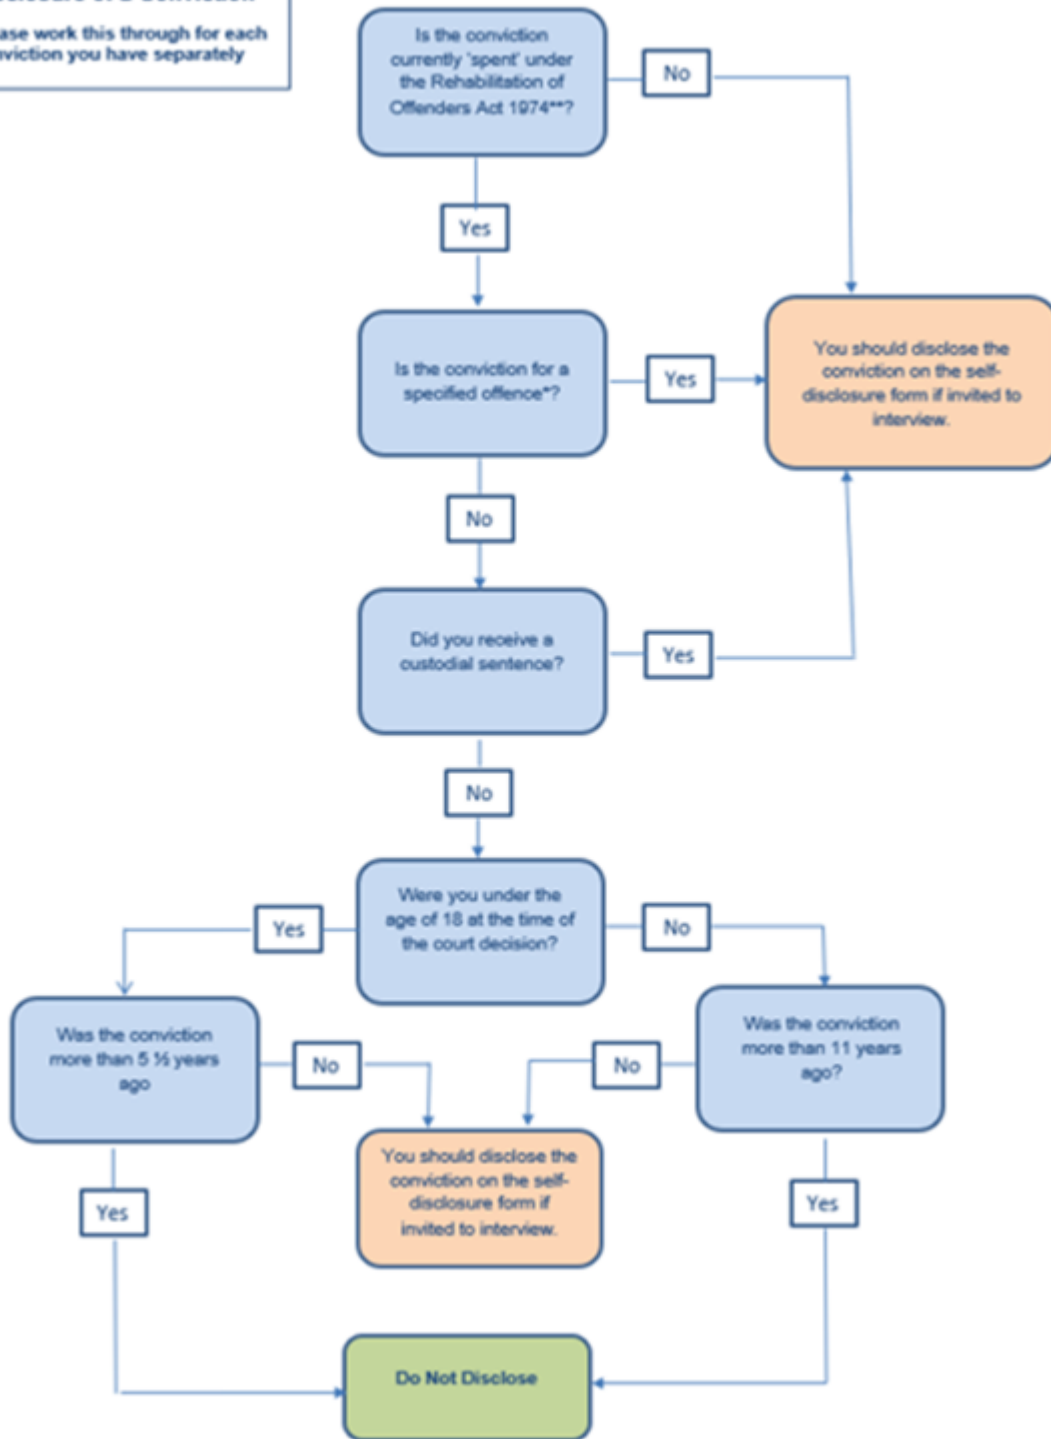 of a Conviction
work this through for each
you have separately
Is the conviction
currently 'spent' under
the Rehabilitation of
Offenders Act 1974**?
No
Yes
Is the conviction for a
specified offence*?
Yes
You should disclose the
conviction on the self-
disclosure form if invited to
interview.
No
Did you receive a
custodial sentence?
Yes
No
Were you under the
age of 18 at the time of
the court decision?
Yes
No
Was the conviction
more than 5 ½ years
ago
No
No
Was the conviction
more than 11 years
ago?
You should disclose the
conviction on the self-
disclosure form if
invited to interview.
Yes
Yes
Do Not Disclose